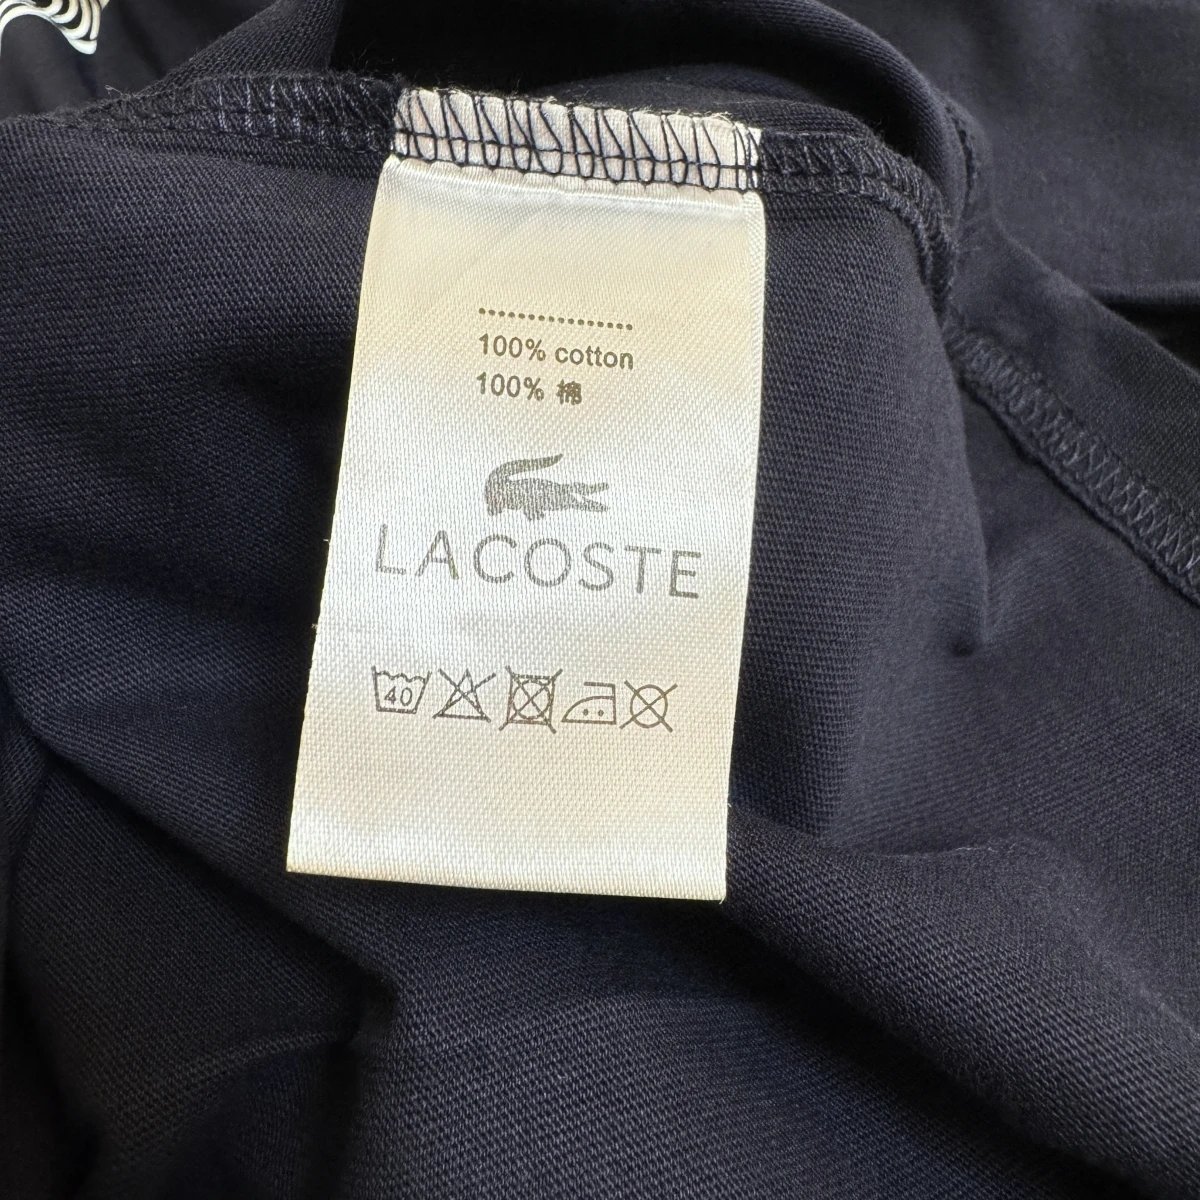 100% cotton
100% 棉
LACOSTE
40